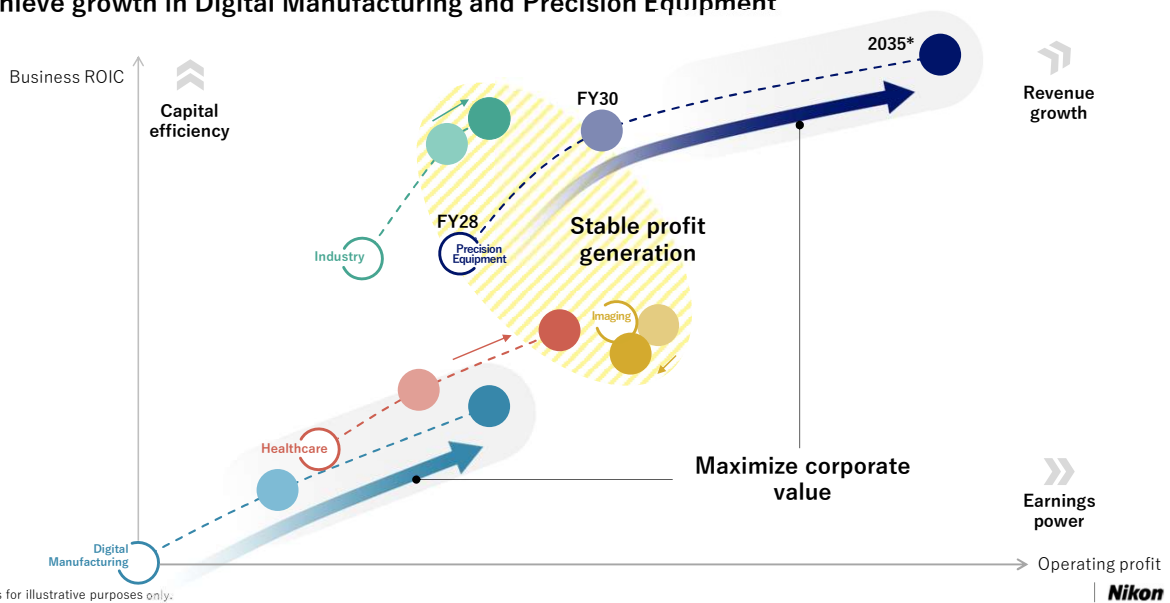 hieve growth in Digital Manufacturing and Precision Equipment
Business ROIC
Capital
efficiency
2035*
Revenue
growth
FY30
FY28
Industry
Precision
Equipment
Stable profit
generation
Imaging
Healthcare
Maximize corporate
value
Earnings
power
Digital
Manufacturing
Operating profit
s for illustrative purposes only.
Nikon